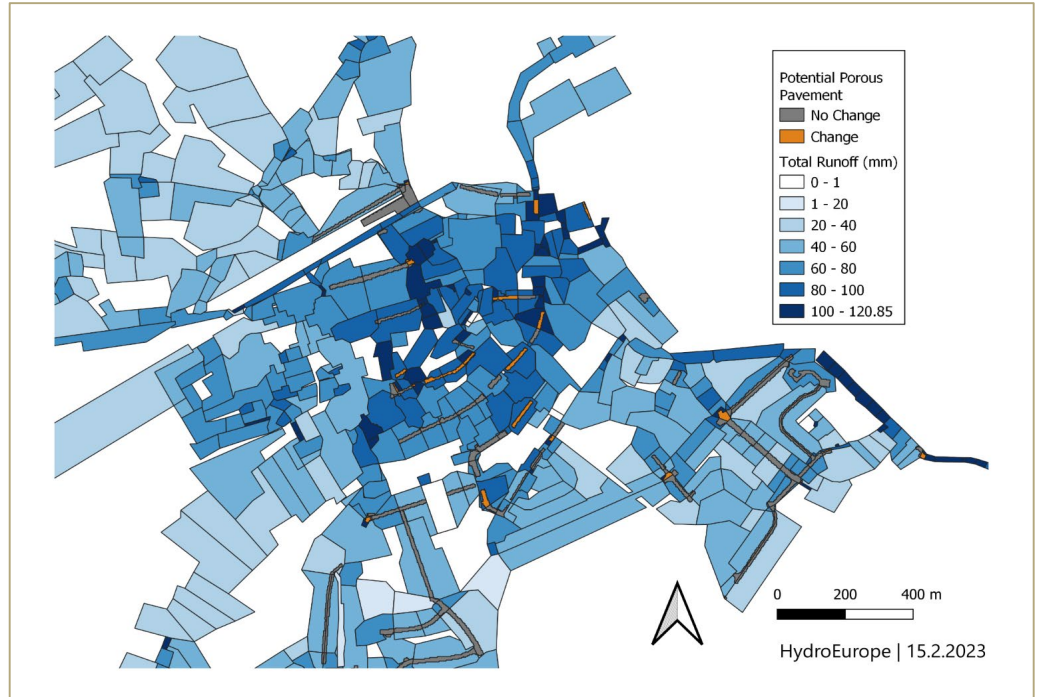 Potential Porous
Pavement
No Change
Change
Total Runoff (mm)
0 - 1
1 - 20
20 - 40
40 - 60
60 - 80
80 - 100
100 - 120.85
0 200 400 m
HydroEurope | 15.2.2023